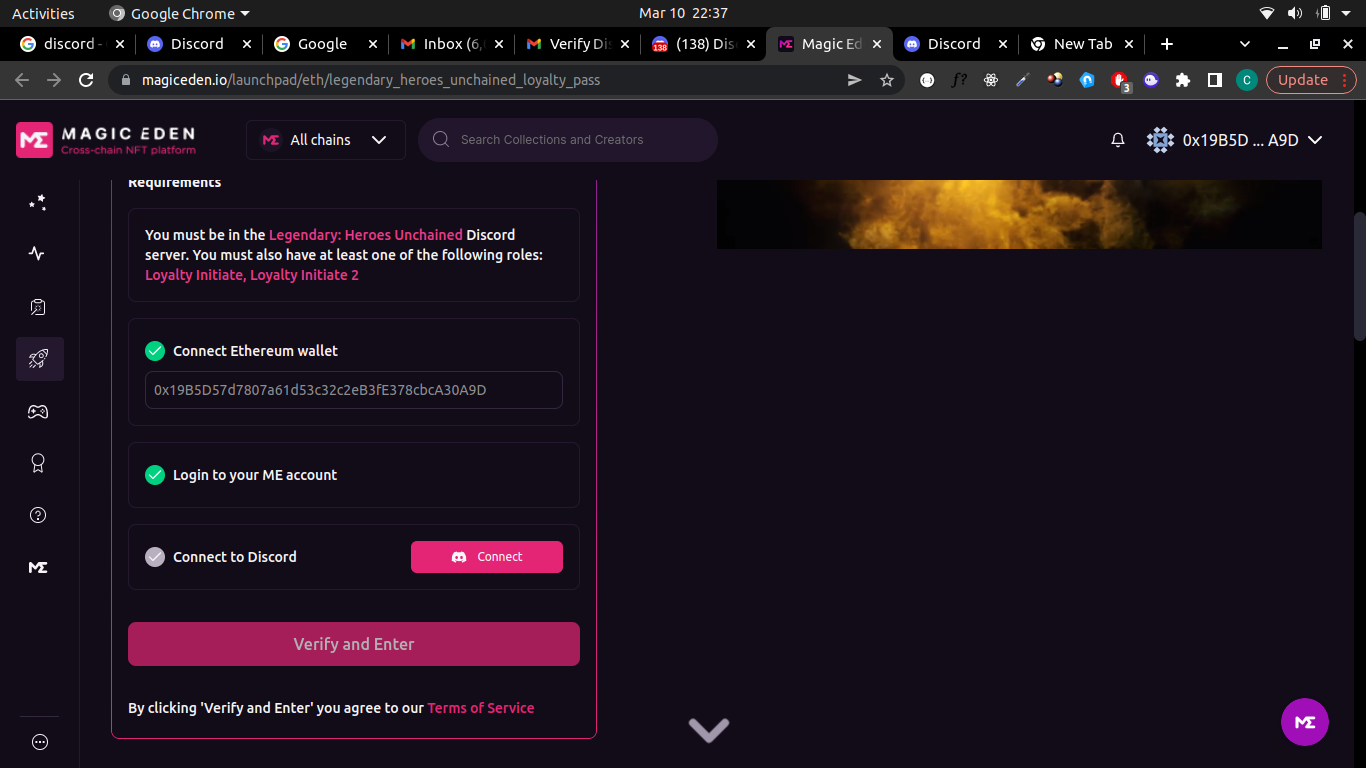 Activities
Google Chrome
Mar 10 22:37
discord -
Discord
Google
Inbox (6,
Verify Di
(138) Dis
138
Magic Ed
Discord
New Tab
magiceden.io/launchpad/eth/legendary_heroes_unchained_loyalty_pass
f?
3
C
Update
ME
MAGIC EDEN
Cross-chain NFT platform
ME
All chains
Search Collections and Creators
0x19B5D ... A9D
Requirements
You must be in the Legendary: Heroes Unchained Discord
server. You must also have at least one of the following roles:
Loyalty Initiate, Loyalty Initiate 2
Connect Ethereum wallet
0x19B5D57d7807a61d53c32c2eB3fE378cbcA30A9D
Login to your ME account
Connect to Discord
Connect
Verify and Enter
By clicking 'Verify and Enter' you agree to our Terms of Service
ME
ME